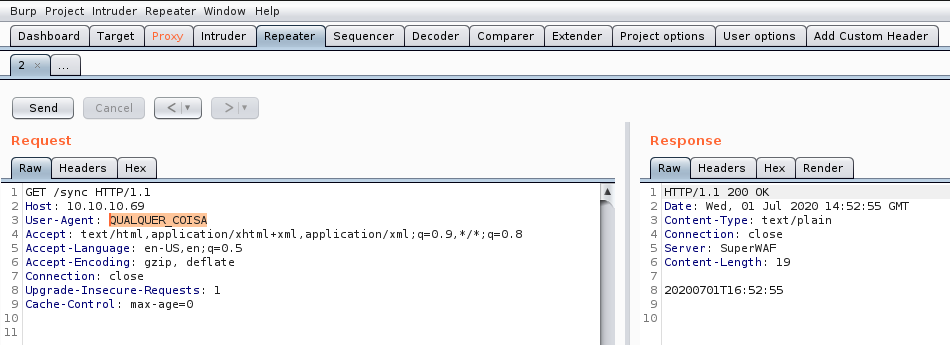 Burp Project Intruder Repeater Window Help
Dashboard Target Proxy Intruder Repeater Sequencer Decoder Comparer Extender Project options User options Add Custom Header
2 × ...
Send Cancel < | ▼ > | ▼
Request
Raw Headers Hex
1 GET /sync HTTP/1.1
2 Host: 10.10.10.69
3 User-Agent: QUALQUER_COISA
4 Accept: text/html,application/xhtml+xml,application/xml;q=0.9,*/*;q=0.8
5 Accept-Language: en-US,en;q=0.5
6 Accept-Encoding: gzip, deflate
7 Connection: close
8 Upgrade-Insecure-Requests: 1
9 Cache-Control: max-age=0
10
11
Response
Raw Headers Hex Render
1 HTTP/1.1 200 OK
2 Date: Wed, 01 Jul 2020 14:52:55 GMT
3 Content-Type: text/plain
4 Connection: close
5 Server: SuperWAF
6 Content-Length: 19
7
8 20200701T16:52:55
9
10